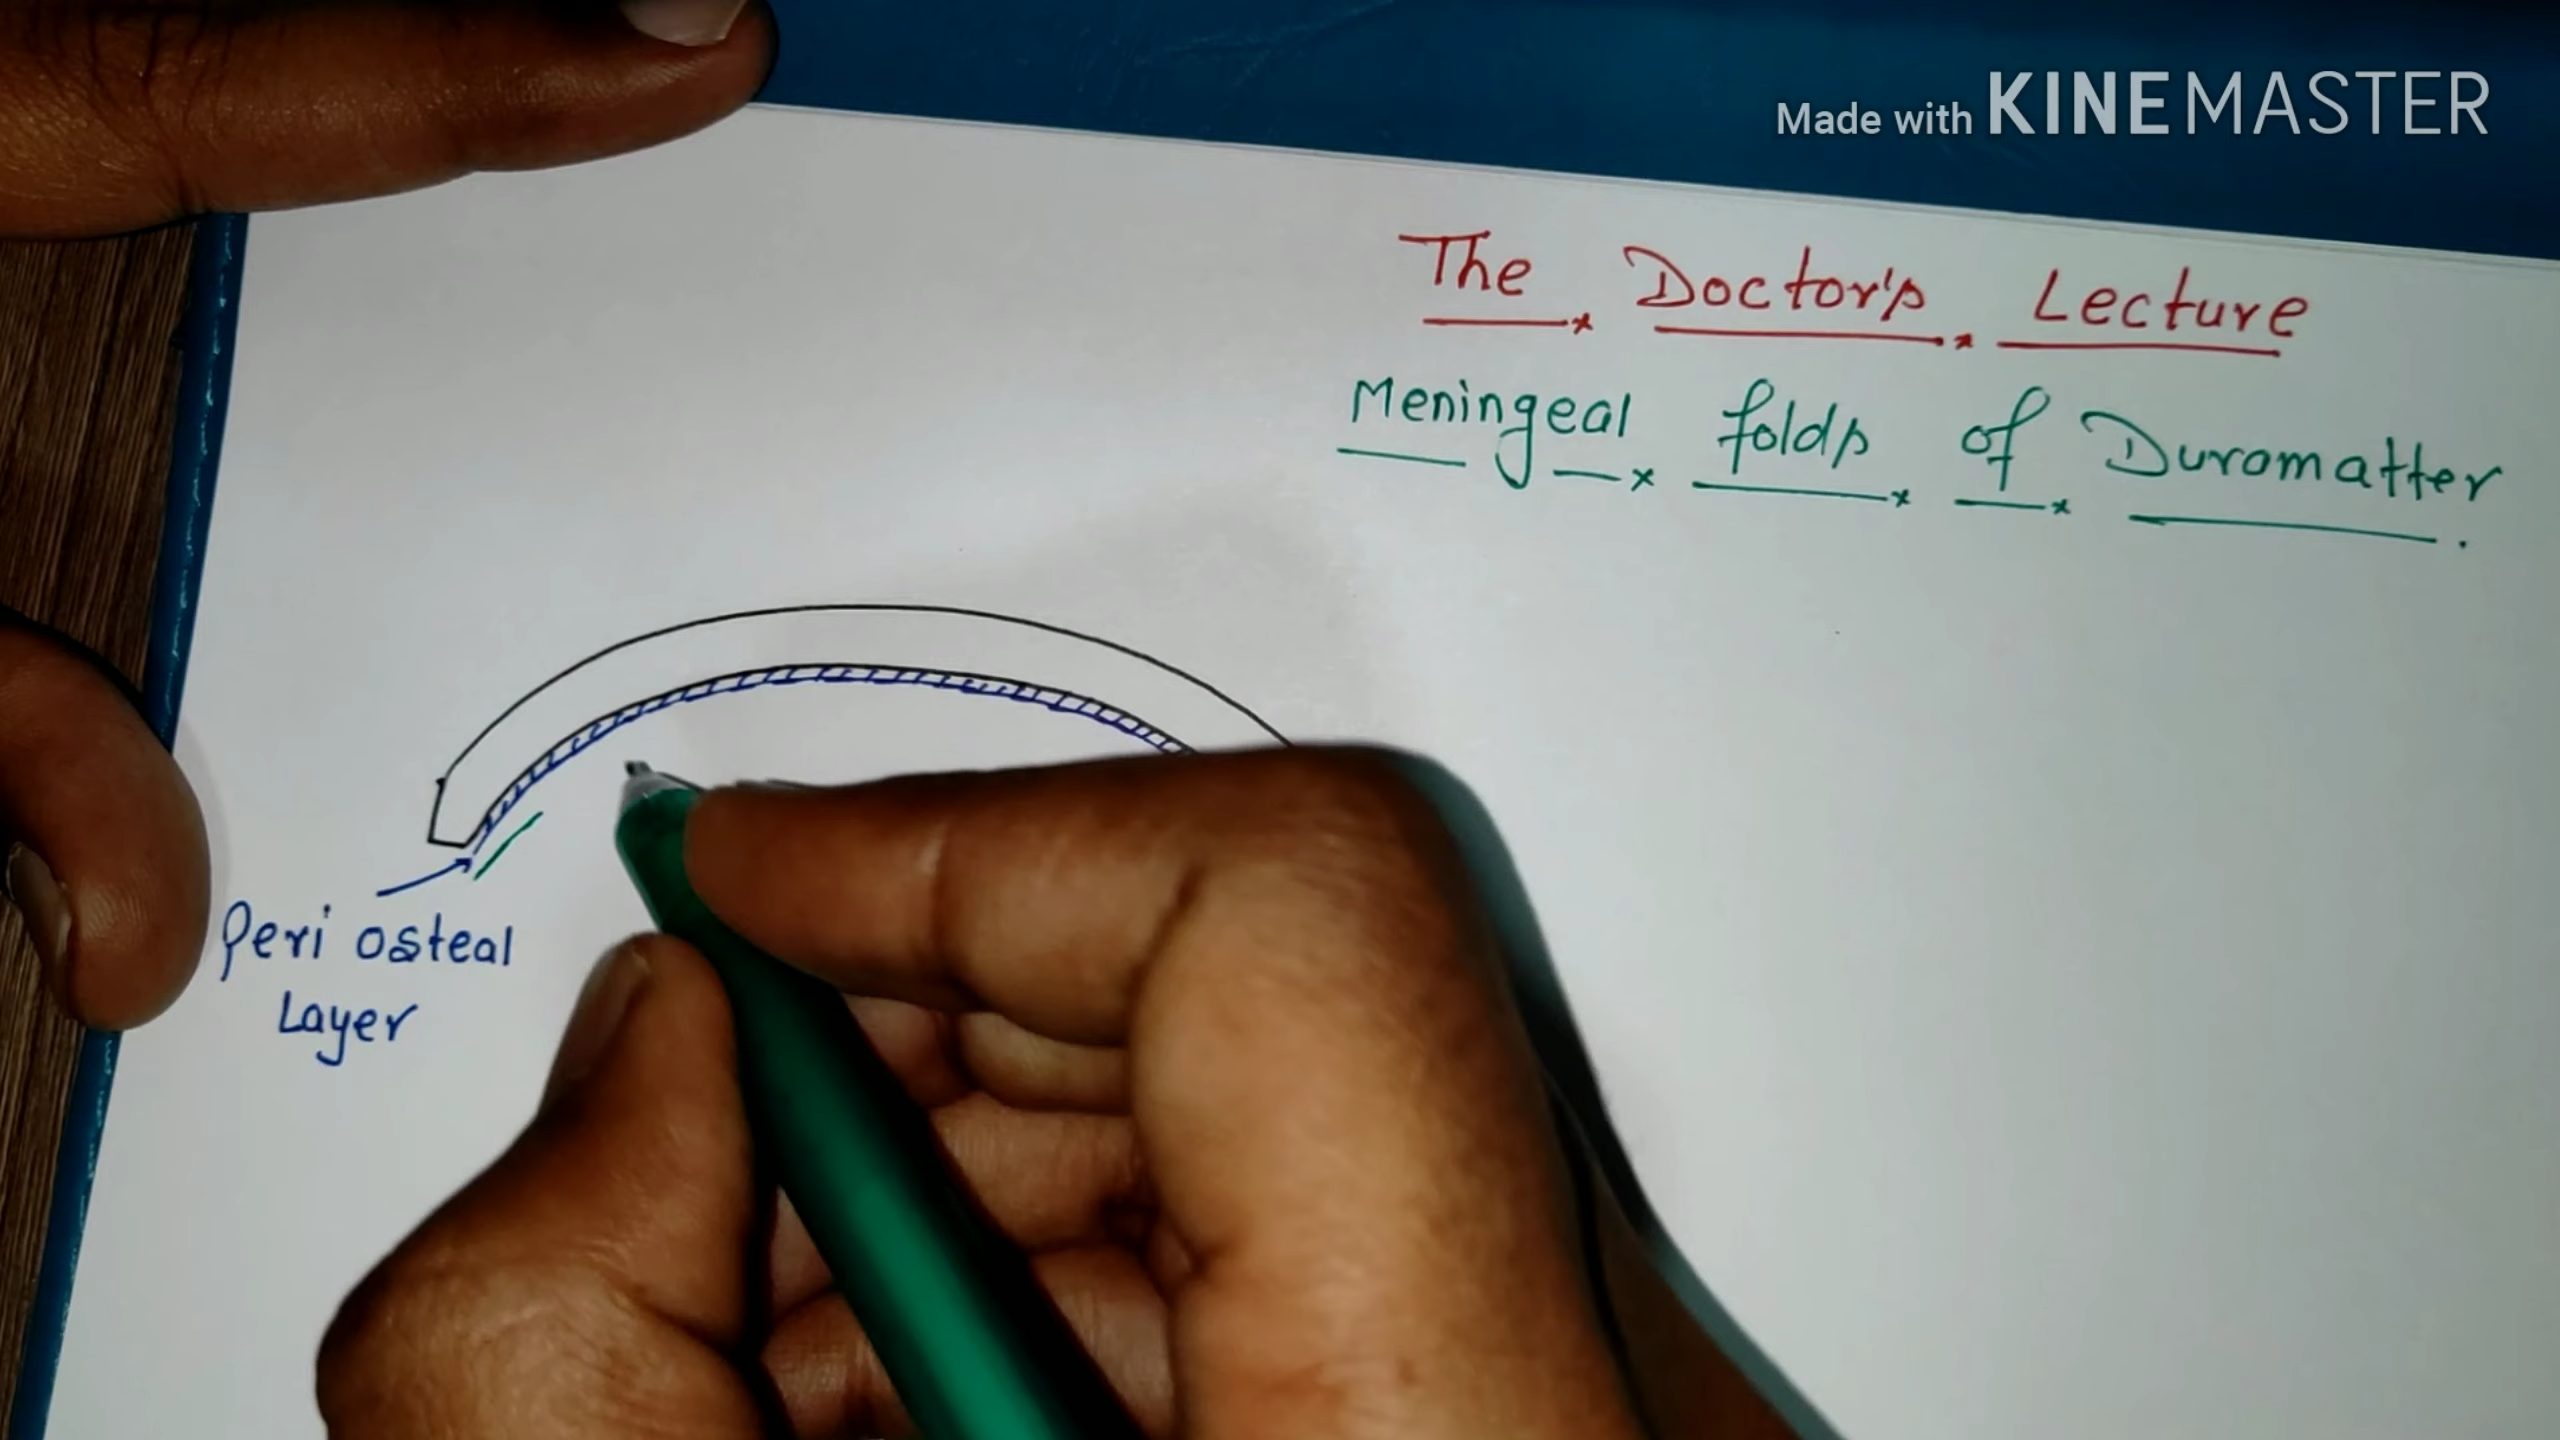 Made with KINEMASTER
The Doctor's Lecture
Meningeal folds of Duromatter.
Peri osteal
Layer